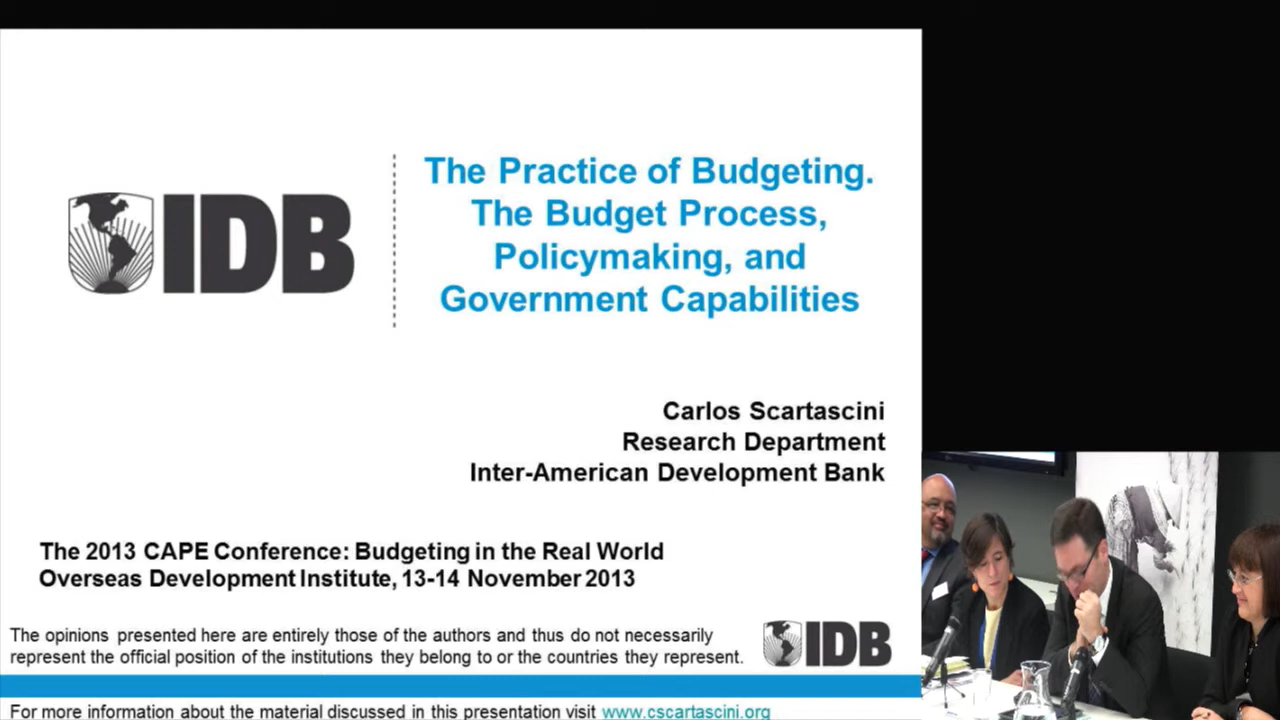 IDB
The Practice of Budgeting.
The Budget Process,
Policymaking, and
Government Capabilities
Carlos Scartascini
Research Department
Inter-American Development Bank
The 2013 CAPE Conference: Budgeting in the Real World
Overseas Development Institute, 13-14 November 2013
The opinions presented here are entirely those of the authors and thus do not necessarily
represent the official position of the institutions they belong to or the countries they represent.
IDB
For more information about the material discussed in this presentation visit www.cscartascini.org